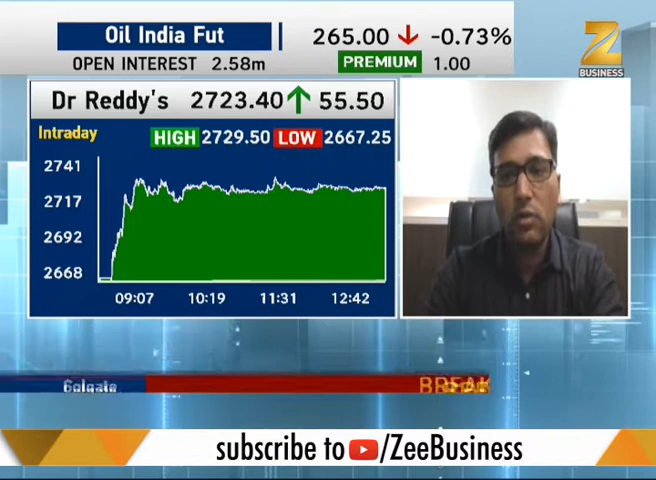 Oil India Fut 265.00 -0.73%
OPEN INTEREST 2.58m PREMIUM 1.00
Z
BUSINESS
Dr Reddy's 2723.40 55.50
Intraday HIGH 2729.50 LOW 2667.25
2741
2717
2692
2668
09:07 10:19 11:31 12:42
subscribe to /ZeeBusiness